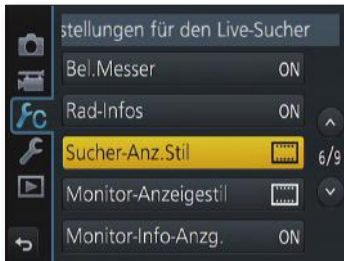 stellungen für den Live-Sucher
Bel.Messer ON
Rad-Infos ON
Sucher-Anz.Stil
6/9
Monitor-Anzeigestil
Monitor-Info-Anzg. ON
C